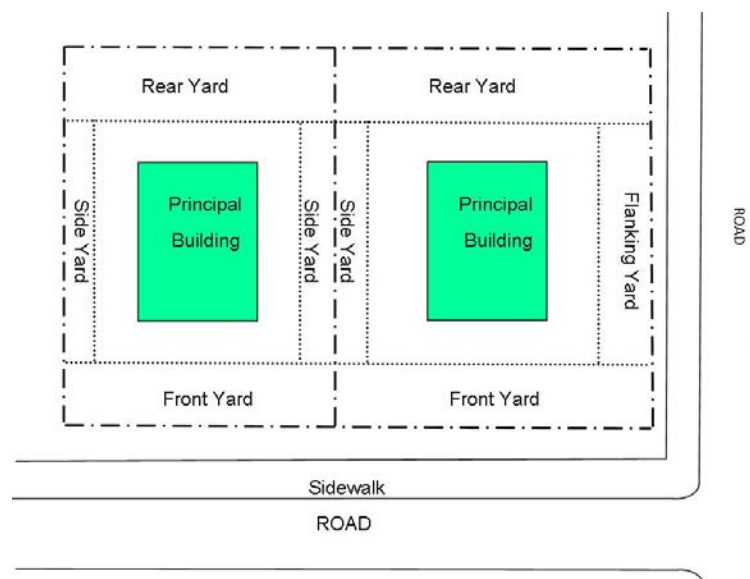 Rear Yard
Rear Yard
Side Yard
Principal
Building
Side Yard
Side Yard
Principal
Building
Flanking Yard
ROAD
Front Yard
Front Yard
Sidewalk
ROAD